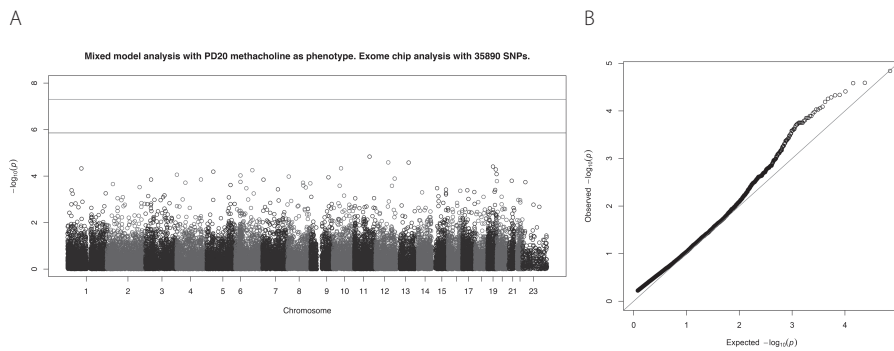 A
Mixed model analysis with PD20 methacholine as phenotype. Exome chip analysis with 35890 SNPs.
8
6
4
2
0
−log10(p)
1 2 3 4 5 6 7 8 9 10 11 12 13 14 15 16 17 19 21 23
Chromosome
B
5
4
3
2
1
0
Observed −log10(p)
0 1 2 3 4
Expected −log10(p)